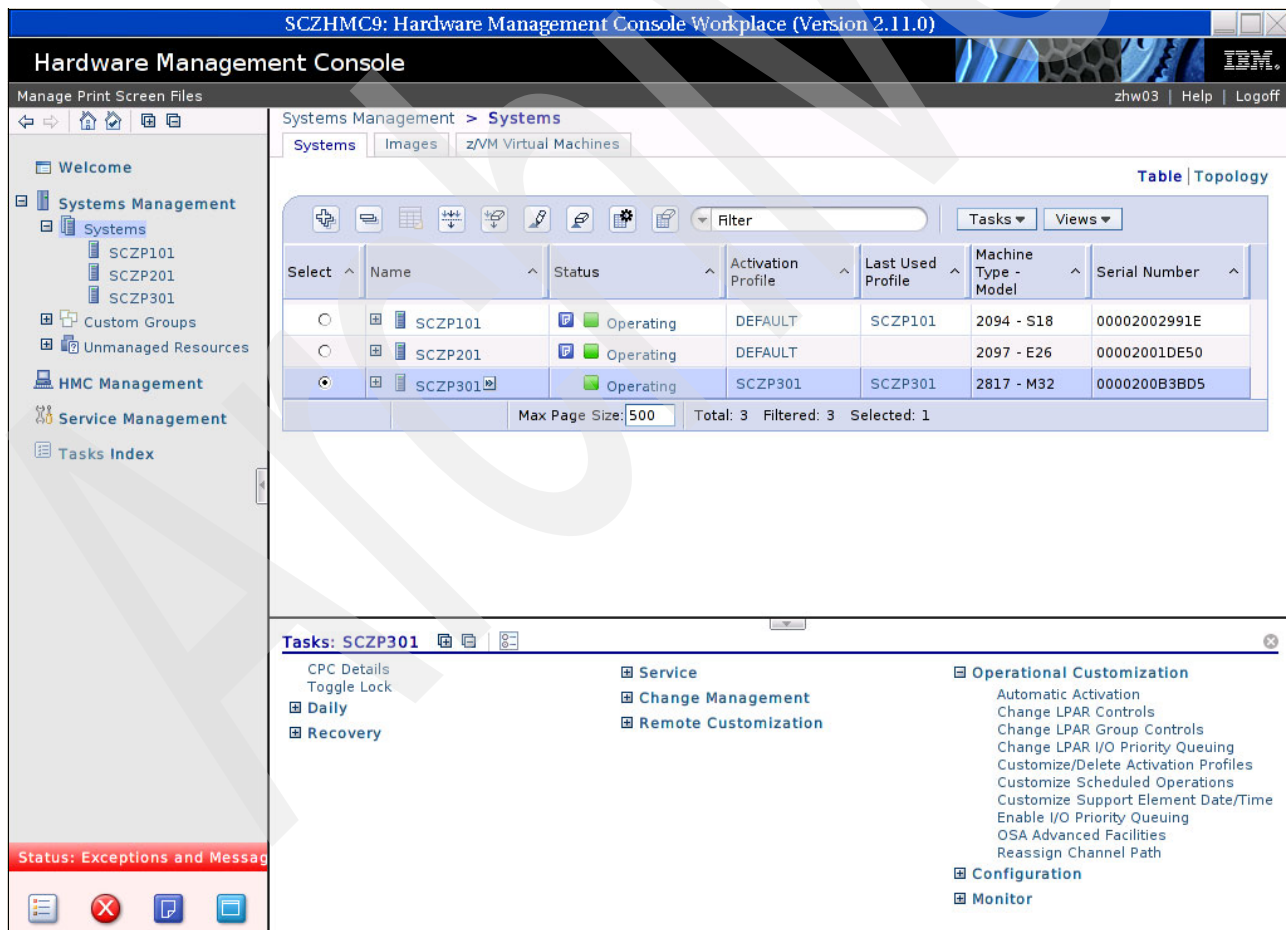 SCZHMC9: Hardware Management Console Workplace (Version 2.11.0)
Hardware Management Console
IBM.
Manage Print Screen Files
zhw03 | Help | Logoff
Systems Management > Systems
Systems Images z/VM Virtual Machines
Welcome
Systems Management
Systems
SCZP101
SCZP201
SCZP301
Custom Groups
Unmanaged Resources
HMC Management
Service Management
Tasks Index
Status: Exceptions and Messag
Table | Topology
Filter Tasks Views
Select Name Status Activation Profile Last Used Profile Machine Type - Model Serial Number
SCZP101 Operating DEFAULT SCZP101 2094 - S18 00002002991E
SCZP201 Operating DEFAULT 2097 - E26 00002001DE50
SCZP301 Operating SCZP301 SCZP301 2817 - M32 0000200B3BD5
Max Page Size: 500 Total: 3 Filtered: 3 Selected: 1
Tasks: SCZP301
CPC Details
Toggle Lock
Daily
Recovery
Service
Change Management
Remote Customization
Operational Customization
Automatic Activation
Change LPAR Controls
Change LPAR Group Controls
Change LPAR I/O Priority Queuing
Customize/Delete Activation Profiles
Customize Scheduled Operations
Customize Support Element Date/Time
Enable I/O Priority Queuing
OSA Advanced Facilities
Reassign Channel Path
Configuration
Monitor